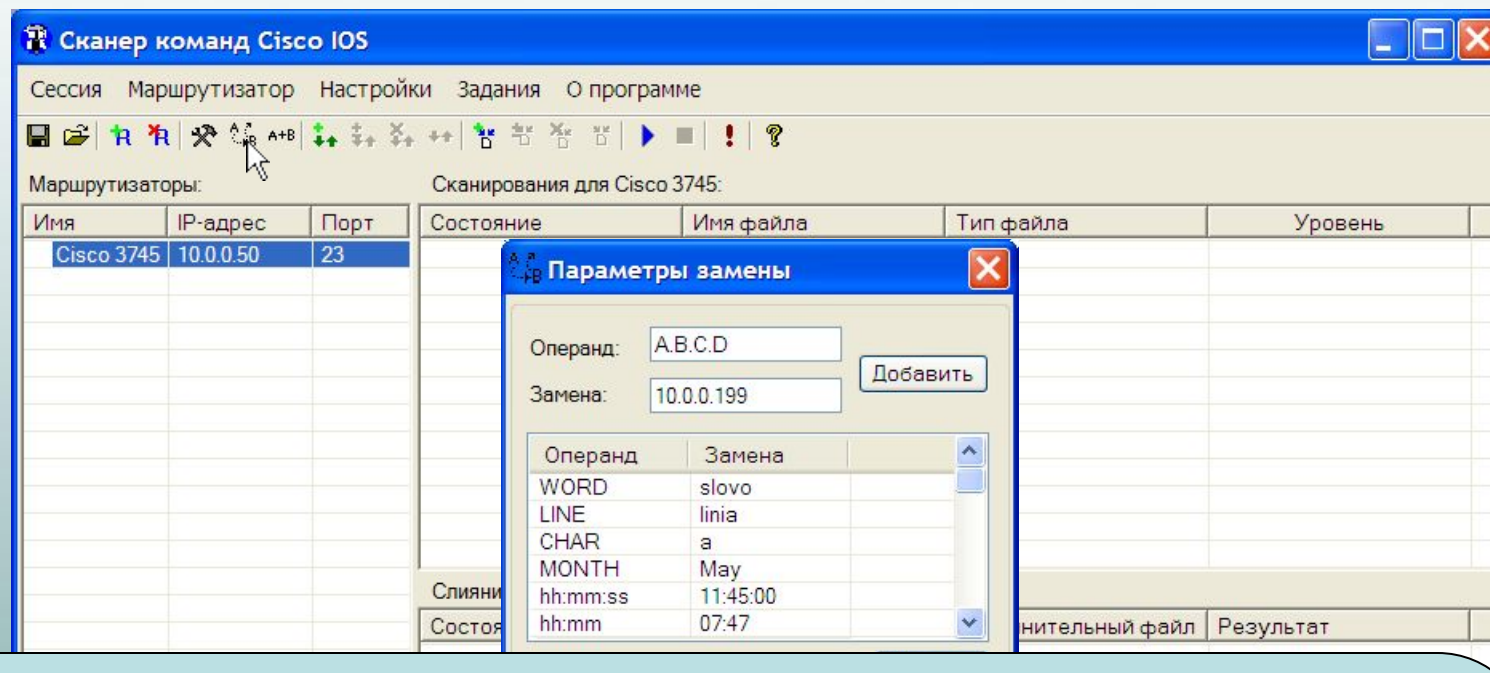 Сканер команд Cisco IOS
Сессия Маршрутизатор Настройки Задания О программе
A+B
Маршрутизаторы:
Сканирования для Cisco 3745:
Имя IP-адрес Порт
Состояние Имя файла Тип файла Уровень
Cisco 3745 10.0.0.50 23
Параметры замены
Операнд: A.B.C.D
Добавить
Замена: 10.0.0.199
Операнд Замена
WORD slovo
LINE linia
CHAR a
MONTH May
hh:mm:ss 11:45:00
hh:mm 07:47
Слияни
Состоя нительный файл Результат